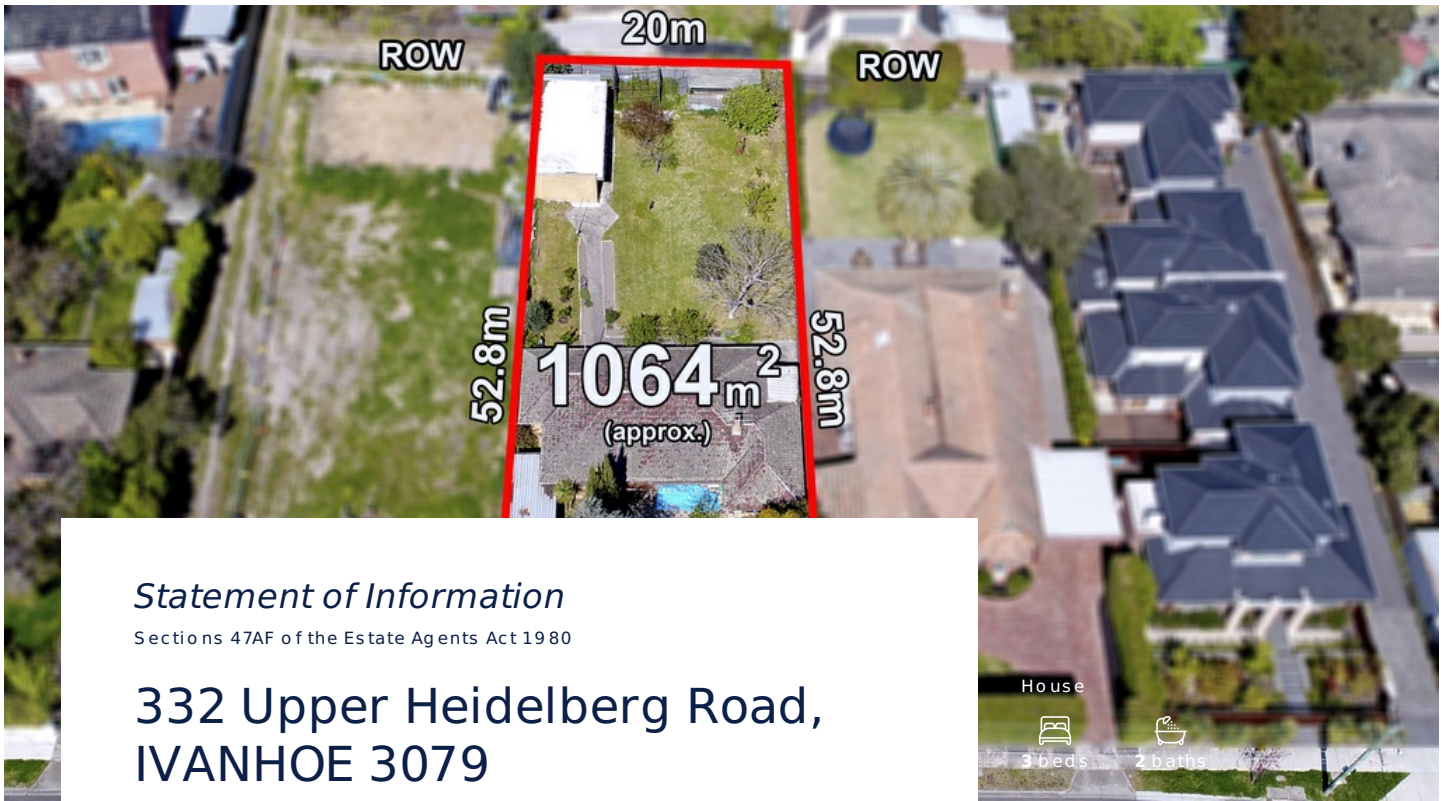 20m
ROW
ROW
52.8m
52.8m
1064m²
(approx.)
Statement of Information
Sections 47AF of the Estate Agents Act 1980
332 Upper Heidelberg Road,
IVANHOE 3079
House
3 beds
2 baths